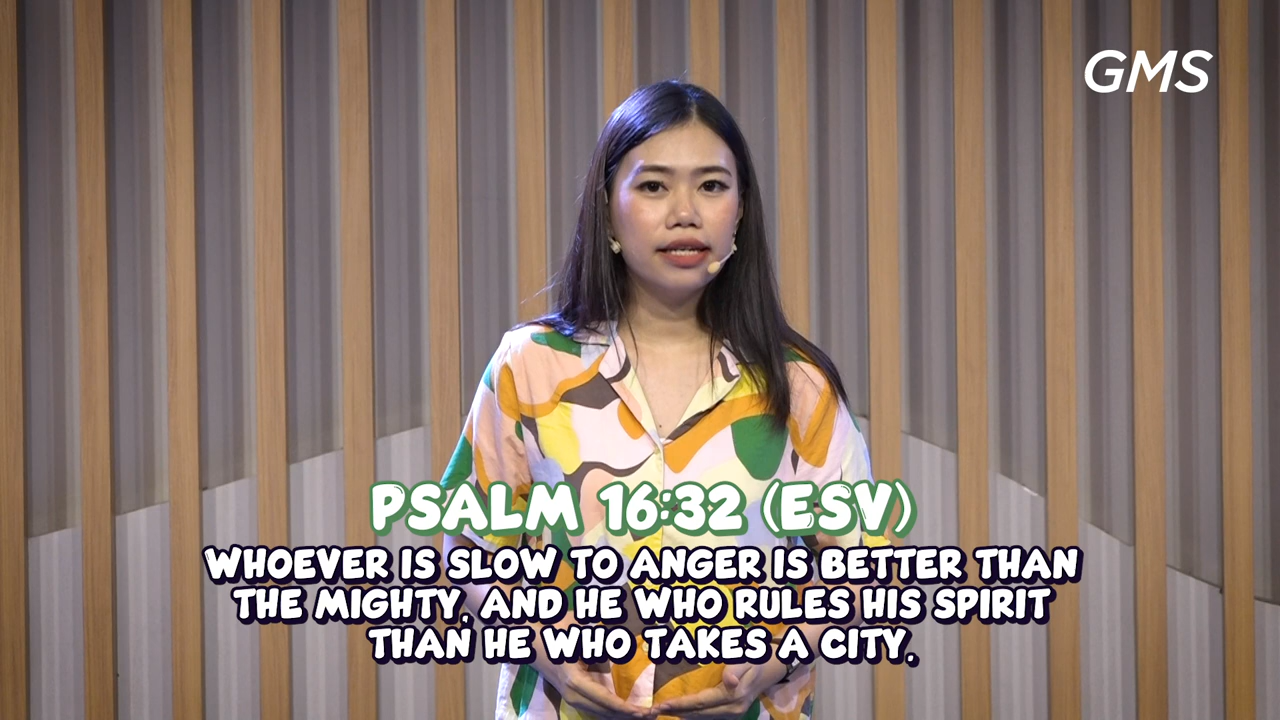 GMS
PSALM 16:32 (ESV)
WHOEVER IS SLOW TO ANGER IS BETTER THAN
THE MIGHTY, AND HE WHO RULES HIS SPIRIT
THAN HE WHO TAKES A CITY.